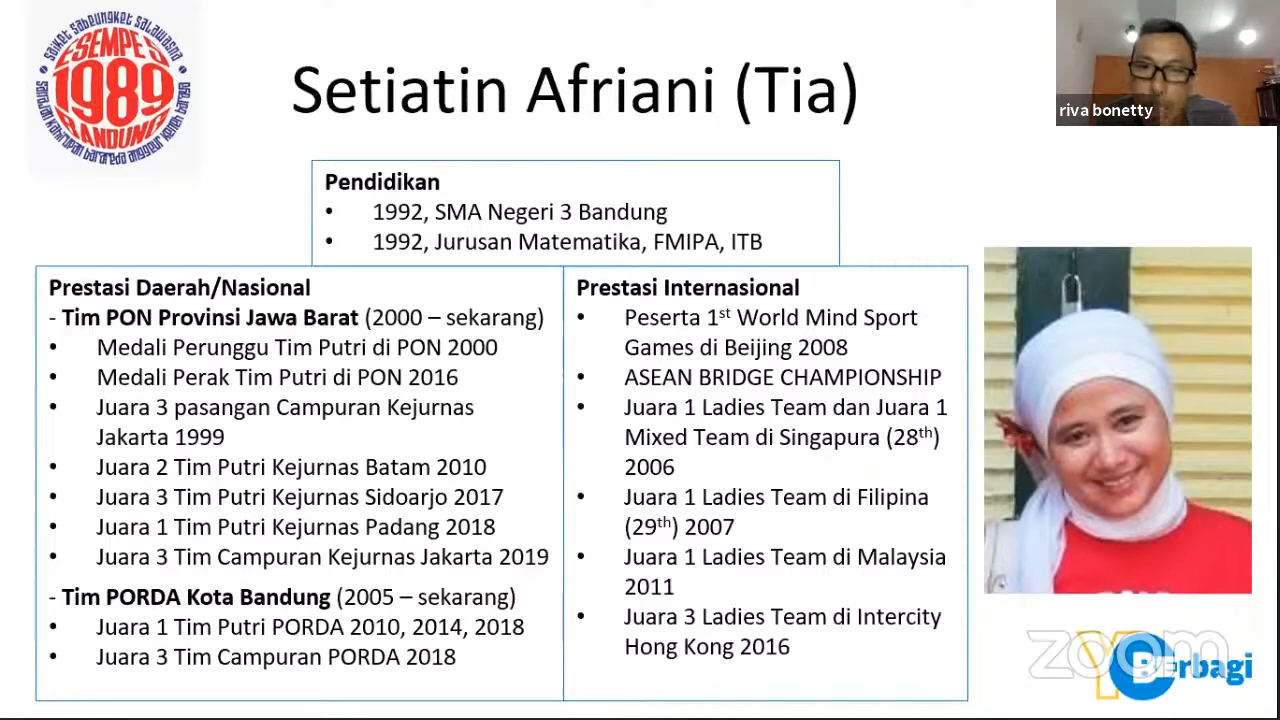 Saiket Sabeungket Salawasna
ESEMPE 5
1989
BANDUNG
Setiatin Afriani (Tia)
riva bonetty
Pendidikan
• 1992, SMA Negeri 3 Bandung
• 1992, Jurusan Matematika, FMIPA, ITB
Prestasi Daerah/Nasional
- Tim PON Provinsi Jawa Barat (2000 – sekarang)
• Medali Perunggu Tim Putri di PON 2000
• Medali Perak Tim Putri di PON 2016
• Juara 3 pasangan Campuran Kejurnas
Jakarta 1999
• Juara 2 Tim Putri Kejurnas Batam 2010
• Juara 3 Tim Putri Kejurnas Sidoarjo 2017
• Juara 1 Tim Putri Kejurnas Padang 2018
• Juara 3 Tim Campuran Kejurnas Jakarta 2019
- Tim PORDA Kota Bandung (2005 – sekarang)
• Juara 1 Tim Putri PORDA 2010, 2014, 2018
• Juara 3 Tim Campuran PORDA 2018
Prestasi Internasional
• Peserta 1st World Mind Sport
Games di Beijing 2008
• ASEAN BRIDGE CHAMPIONSHIP
• Juara 1 Ladies Team dan Juara 1
Mixed Team di Singapura (28th)
2006
• Juara 1 Ladies Team di Filipina
(29th) 2007
• Juara 1 Ladies Team di Malaysia
2011
• Juara 3 Ladies Team di Intercity
Hong Kong 2016
zoom
Berbagi